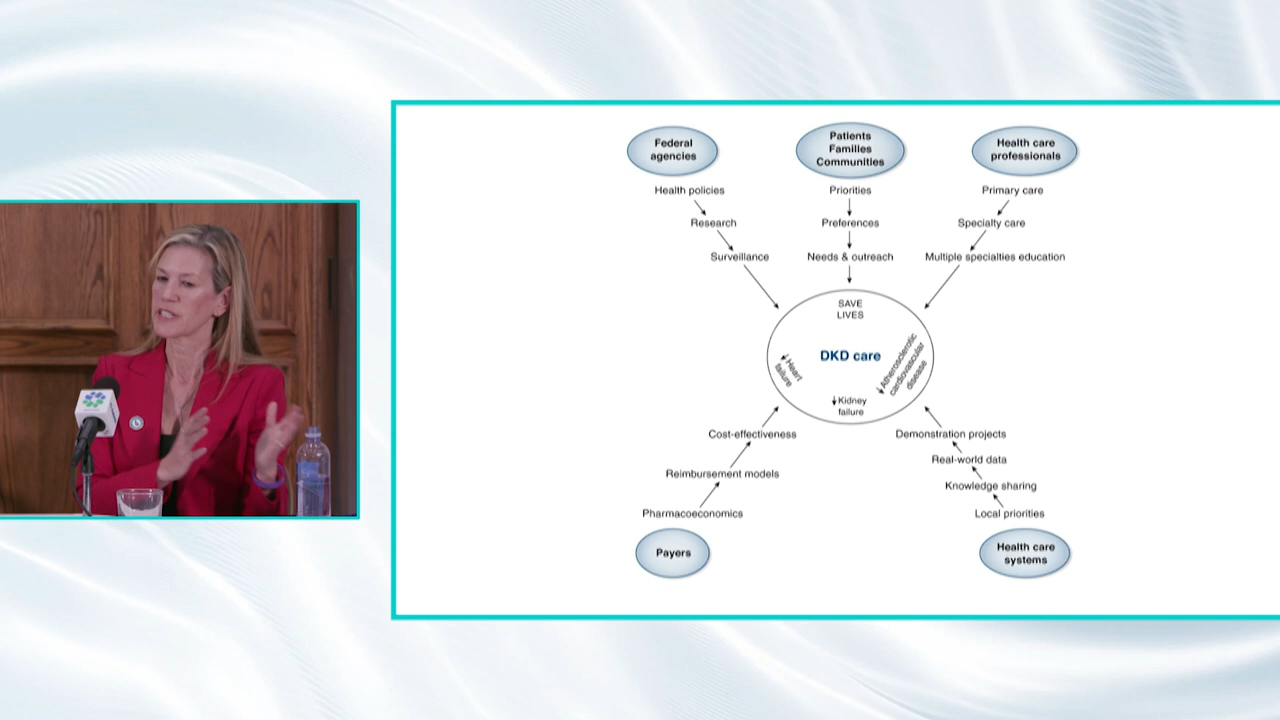 Federal
agencies
Patients
Families
Communities
Health care
professionals
Health policies
Priorities
Primary care
Research
Preferences
Specialty care
Surveillance
Needs & outreach
Multiple specialties education
SAVE
LIVES
DKD care
Heart
failure
Atherosclerotic
cardiovascular
disease
Kidney
failure
Cost-effectiveness
Demonstration projects
Real-world data
Reimbursement models
Knowledge sharing
Pharmacoeconomics
Local priorities
Payers
Health care
systems